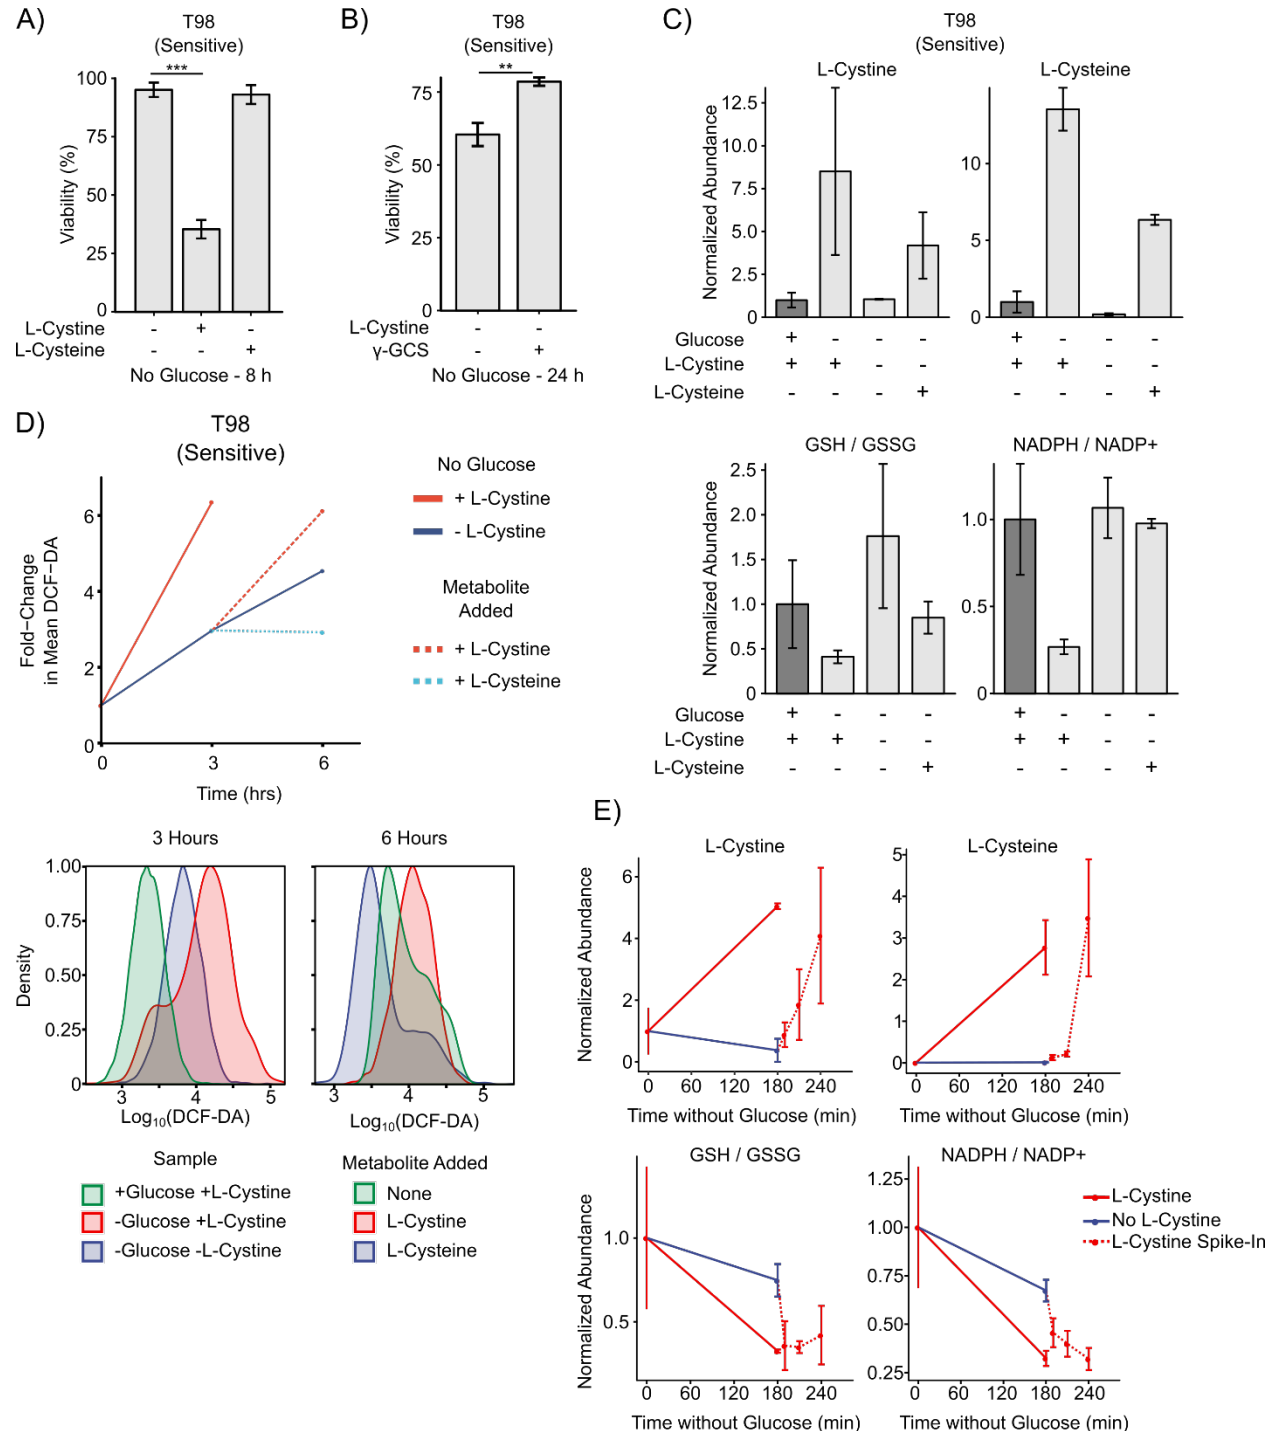 A)
T98
(Sensitive)
***
Viability (%)
100
75
50
25
0
L-Cystine - + -
L-Cysteine - - +
No Glucose - 8 h
B)
T98
(Sensitive)
**
Viability (%)
75
50
25
0
L-Cystine - -
γ-GCS - +
No Glucose - 24 h
C)
T98
(Sensitive)
L-Cystine
L-Cysteine
Normalized Abundance
12.5
10.0
7.5
5.0
2.5
0
10
5
0
Glucose + - - - + - - -
L-Cystine + + - - + + - -
L-Cysteine - - - + - - - +
GSH / GSSG
NADPH / NADP+
Normalized Abundance
2.5
2.0
1.5
1.0
0.5
0
1.0
0.5
0
Glucose + - - - + - - -
L-Cystine + + - - + + - -
L-Cysteine - - - + - - - +
D)
T98
(Sensitive)
Fold-Change
in Mean DCF-DA
6
4
2
0
0 3 6
Time (hrs)
No Glucose
+ L-Cystine
- L-Cystine
Metabolite
Added
+ L-Cystine
+ L-Cysteine
3 Hours
6 Hours
Density
1.00
0.75
0.50
0.25
0
3 4 5
3 4 5
Log10(DCF-DA)
Log10(DCF-DA)
Sample
+Glucose +L-Cystine
-Glucose +L-Cystine
-Glucose -L-Cystine
Metabolite Added
None
L-Cystine
L-Cysteine
E)
L-Cystine
L-Cysteine
Normalized Abundance
6
4
2
0
5
4
3
2
1
0
0 60 120 180 240
0 60 120 180 240
Time without Glucose (min)
Time without Glucose (min)
GSH / GSSG
NADPH / NADP+
Normalized Abundance
1.0
0.5
1.25
1.00
0.75
0.50
0.25
0 60 120 180 240
0 60 120 180 240
Time without Glucose (min)
Time without Glucose (min)
L-Cystine
No L-Cystine
L-Cystine Spike-In